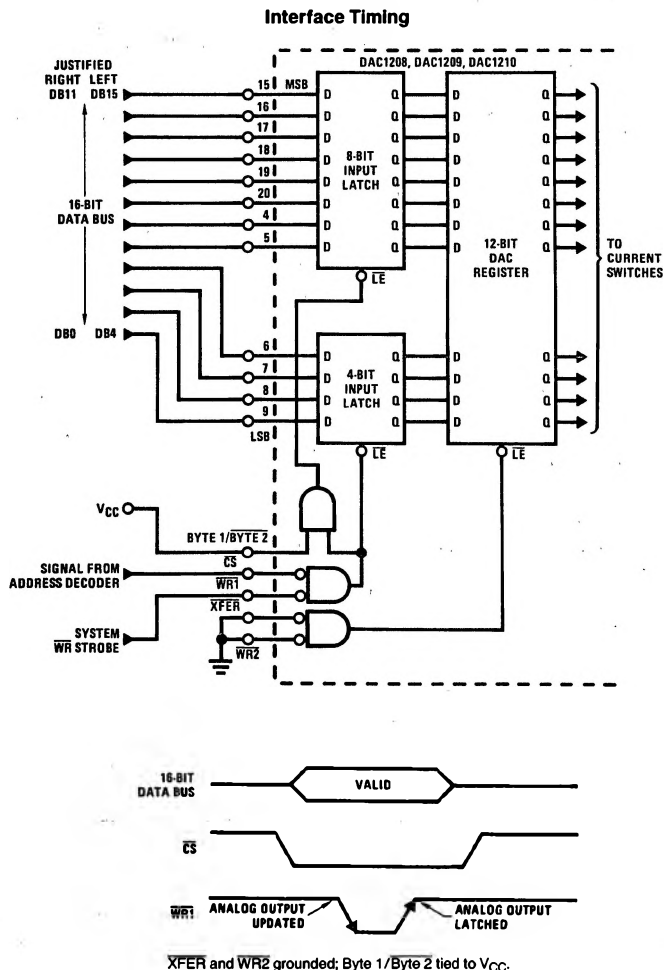 Interface Timing
DAC1208, DAC1209, DAC1210
JUSTIFIED
RIGHT LEFT
DB11 DB15
15 MSB D Q D Q
16 D Q D Q
17 D Q D Q
18 D Q D Q
19 D Q D Q
20 D Q D Q
4 D Q D Q
5 D Q D Q
8-BIT
INPUT
LATCH
16-BIT
DATA BUS
12-BIT
DAC
REGISTER
TO
CURRENT
SWITCHES
LE
DB0 DB4
6 D Q D Q
7 D Q D Q
8 D Q D Q
9 D Q D Q
LSB
4-BIT
INPUT
LATCH
LE
LE
VCC
BYTE 1/BYTE 2
CS
SIGNAL FROM
ADDRESS DECODER
WR1
XFER
SYSTEM
WR STROBE
WR2
16-BIT
DATA BUS
VALID
CS
WR1
ANALOG OUTPUT
UPDATED
ANALOG OUTPUT
LATCHED
XFER and WR2 grounded; Byte 1/Byte 2 tied to VCC.